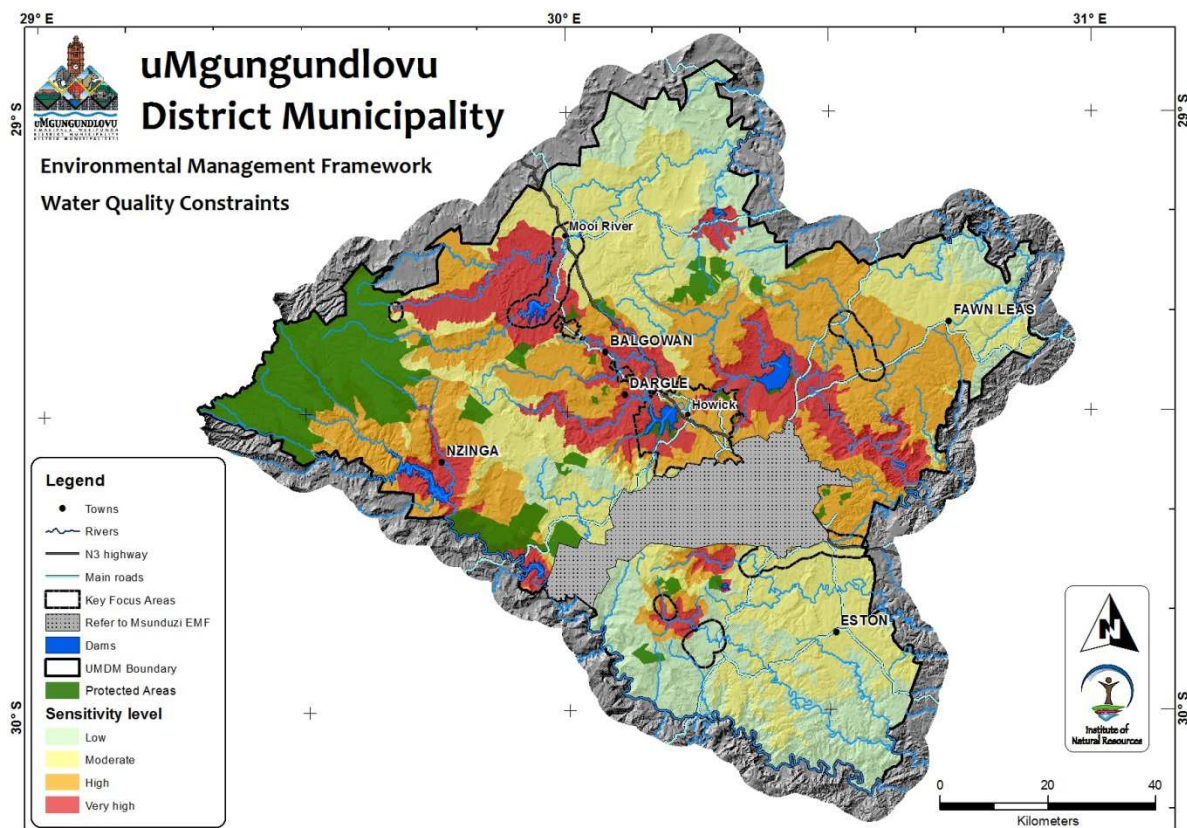 29° E
30° E
31° E
uMgungundlovu
District Municipality
Environmental Management Framework
Water Quality Constraints
uMGUNGUNDLOVU
29° S
29° S
Mooi River
FAWN LEAS
BALGOWAN
DARGLE
Howick
NZINGA
ESTON
Legend
Towns
Rivers
N3 highway
Main roads
Key Focus Areas
Refer to Msunduzi EMF
Dams
UMDM Boundary
Protected Areas
Sensitivity level
Low
Moderate
High
Very high
30° S
30° S
N
Institute of
Natural Resources
0
20
40
Kilometers